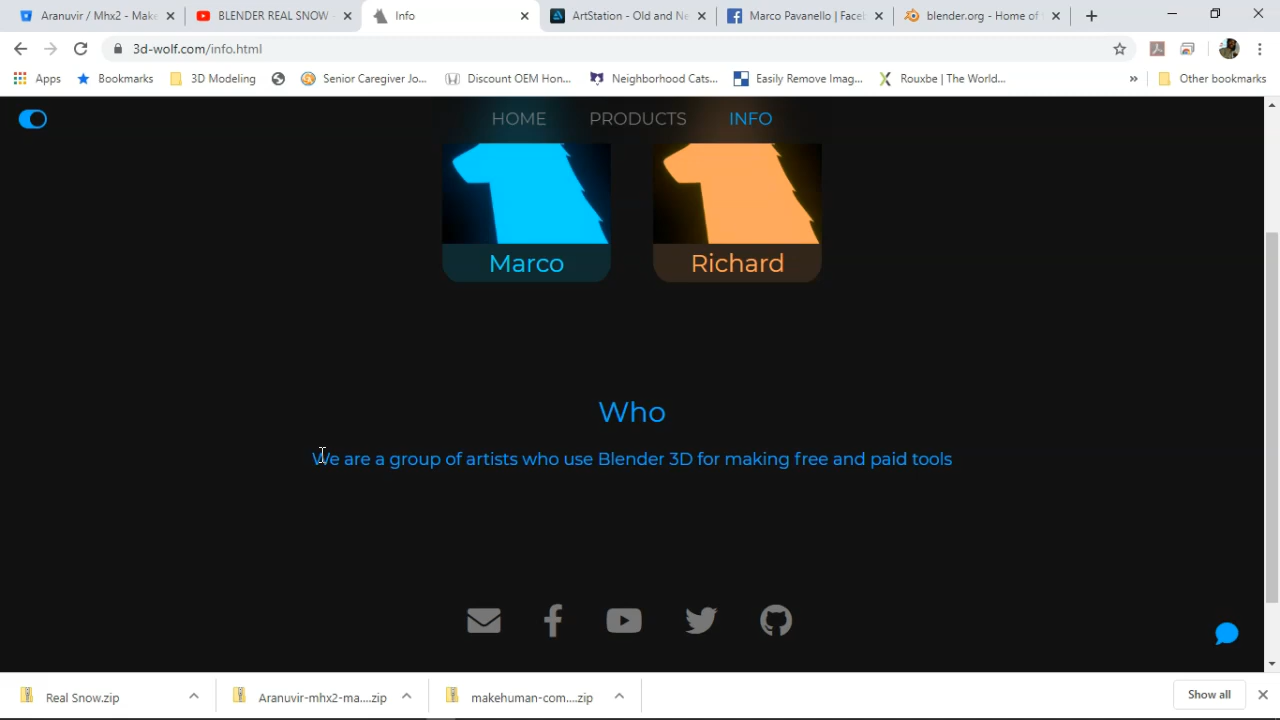 Aranuvir / Mhx2 - Make
BLENDER REAL SNOW -
Info
ArtStation - Old and Ne
Marco Pavanello | Face
blender.org - Home of
3d-wolf.com/info.html
Apps
Bookmarks
3D Modeling
Senior Caregiver Jo...
Discount OEM Hon...
Neighborhood Cats...
Easily Remove Imag...
Rouxbe | The World...
»
Other bookmarks
HOME
PRODUCTS
INFO
Marco
Richard
Who
We are a group of artists who use Blender 3D for making free and paid tools
Real Snow.zip
Aranuvir-mhx2-ma....zip
makehuman-com....zip
Show all